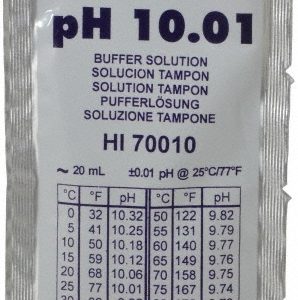 pH 10.01
BUFFER SOLUTION
SOLUCION TAMPON
SOLUTION TAMPON
PUFFERLÖSUNG
SOLUZIONE TAMPONE
HI 70010
~ 20 mL ±0.01 pH @ 25°C/77°F
°C °F pH °C °F pH
0 32 10.32 50 122 9.82
5 41 10.25 55 131 9.79
10 50 10.18 60 140 9.77
15 59 10.12 65 149 9.76
20 68 10.06 70 158 9.75
25 77 10.01 75 167 9.74